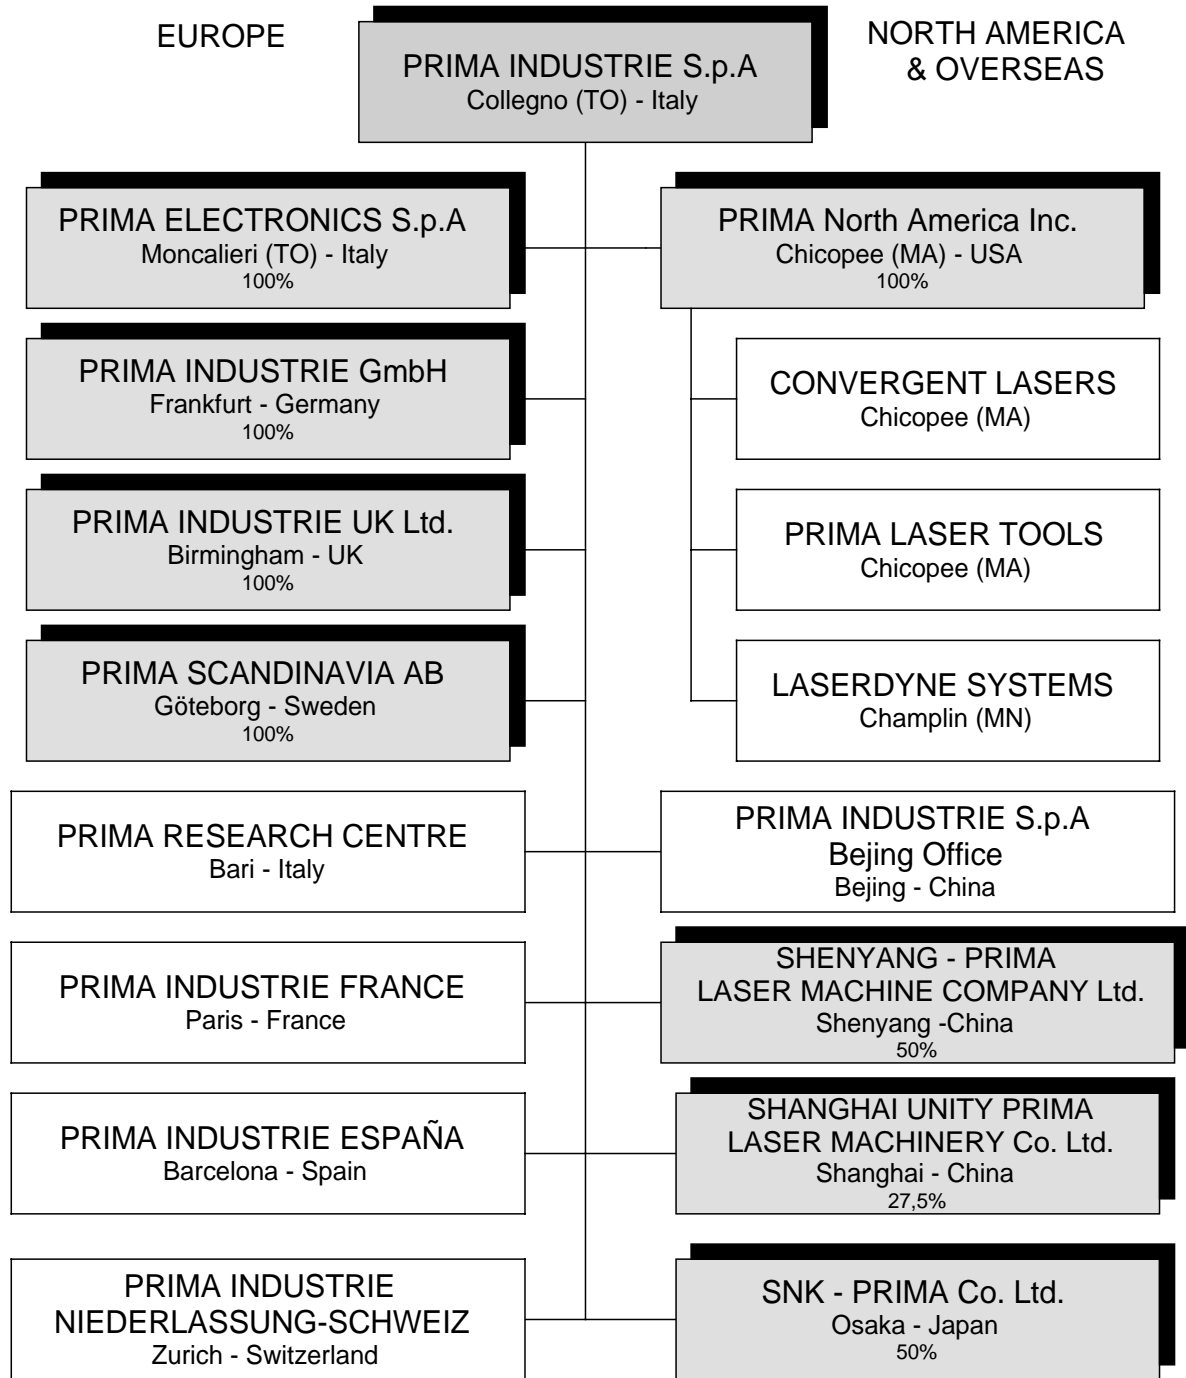 EUROPE
PRIMA INDUSTRIE S.p.A
Collegno (TO) - Italy
NORTH AMERICA
& OVERSEAS
PRIMA ELECTRONICS S.p.A
Moncalieri (TO) - Italy
100%
PRIMA North America Inc.
Chicopee (MA) - USA
100%
PRIMA INDUSTRIE GmbH
Frankfurt - Germany
100%
CONVERGENT LASERS
Chicopee (MA)
PRIMA INDUSTRIE UK Ltd.
Birmingham - UK
100%
PRIMA LASER TOOLS
Chicopee (MA)
PRIMA SCANDINAVIA AB
Göteborg - Sweden
100%
LASERDYNE SYSTEMS
Champlin (MN)
PRIMA RESEARCH CENTRE
Bari - Italy
PRIMA INDUSTRIE S.p.A
Bejing Office
Bejing - China
PRIMA INDUSTRIE FRANCE
Paris - France
SHENYANG - PRIMA
LASER MACHINE COMPANY Ltd.
Shenyang -China
50%
PRIMA INDUSTRIE ESPAÑA
Barcelona - Spain
SHANGHAI UNITY PRIMA
LASER MACHINERY Co. Ltd.
Shanghai - China
27,5%
PRIMA INDUSTRIE
NIEDERLASSUNG-SCHWEIZ
Zurich - Switzerland
SNK - PRIMA Co. Ltd.
Osaka - Japan
50%